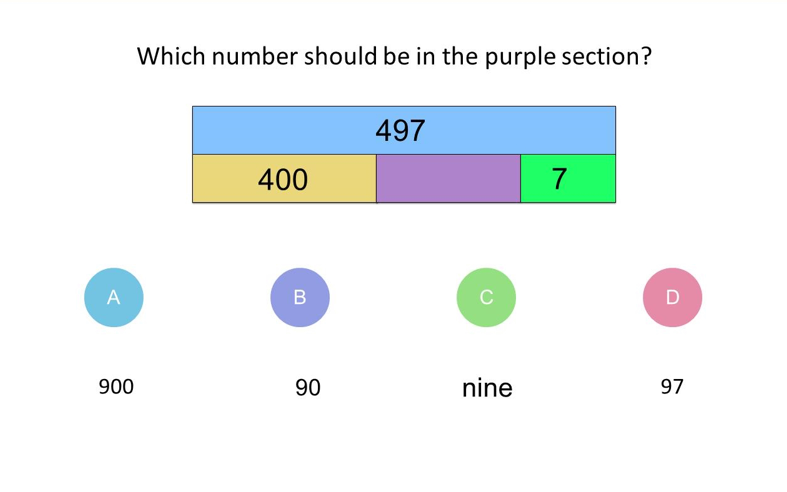 Which number should be in the purple section?
497
400 7
A B C D
900 90 nine 97